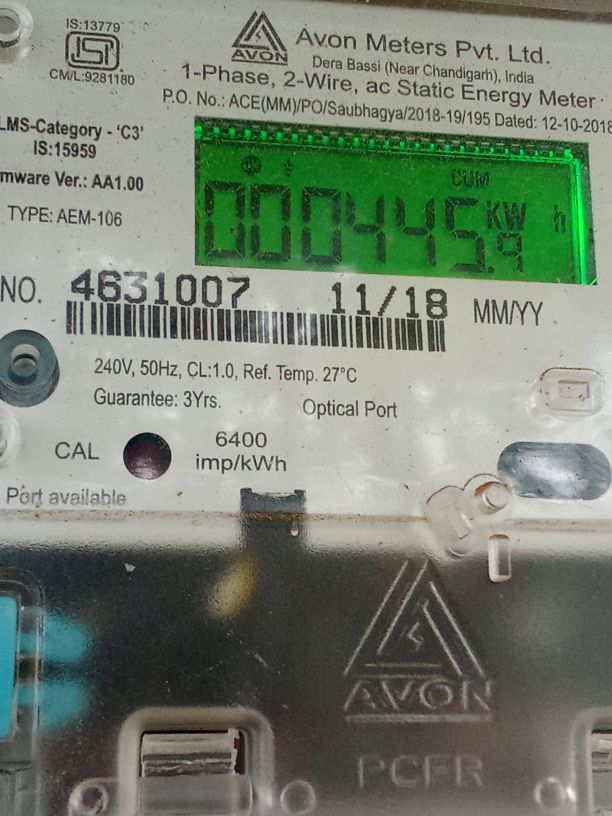 IS:13779
CM/L:9281180
AVON
Avon Meters Pvt. Ltd.
Dera Bassi (Near Chandigarh), India
1-Phase, 2-Wire, ac Static Energy Meter
P.O. No.: ACE(MM)/PO/Saubhagya/2018-19/195 Dated: 12-10-2018
LMS-Category - 'C3'
IS:15959
mware Ver.: AA1.00
TYPE: AEM-106
CUM
000445.9 KW h
NO. 4631007 11/18 MM/YY
240V, 50Hz, CL:1.0, Ref. Temp. 27°C
Guarantee: 3Yrs.
Optical Port
CAL
6400
imp/kWh
Port available
AVON
PCFR